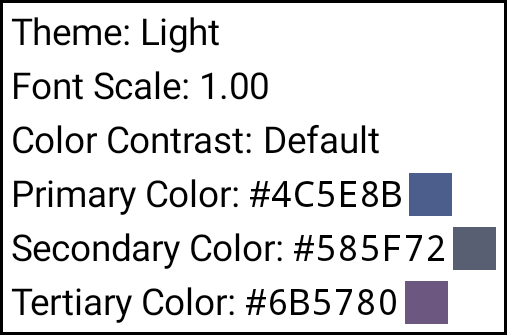 Theme: Light
Font Scale: 1.00
Color Contrast: Default
Primary Color: #4C5E8B
Secondary Color: #585F72
Tertiary Color: #6B5780